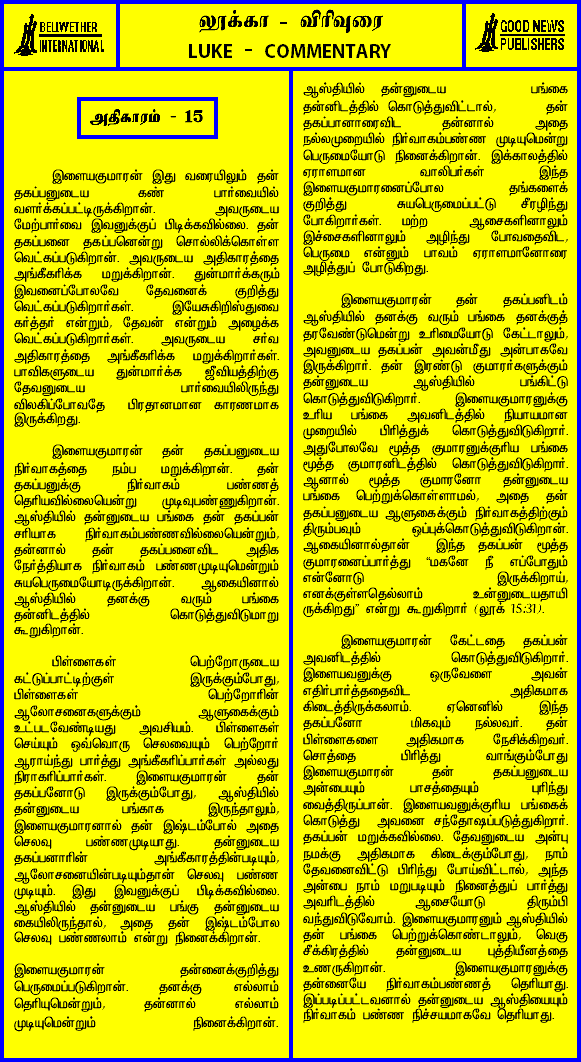 BELLWETHER
INTERNATIONAL
லூக்கா - விரிவுரை
LUKE - COMMENTARY
GOOD NEWS
PUBLISHERS
அதிகாரம் - 15
இளையகுமாரன் இது வரையிலும் தன்
தகப்பனுடைய கண் பார்வையில்
வளர்க்கப்பட்டிருக்கிறான். அவருடைய
மேற்பார்வை இவனுக்குப் பிடிக்கவில்லை. தன்
தகப்பனை தகப்பனென்று சொல்லிக்கொள்ள
வெட்கப்படுகிறான். அவருடைய அதிகாரத்தை
அங்கீகரிக்க மறுக்கிறான். துன்மார்க்கரும்
இவனைப்போலவே தேவனைக் குறித்து
வெட்கப்படுகிறார்கள். இயேசுகிறிஸ்துவை
கர்த்தர் என்றும், தேவன் என்றும் அழைக்க
வெட்கப்படுகிறார்கள். அவருடைய சர்வ
அதிகாரத்தை அங்கீகரிக்க மறுக்கிறார்கள்.
பாவிகளுடைய துன்மார்க்க ஜீவியத்திற்கு
தேவனுடைய பார்வையிலிருந்து
விலகிப்போவதே பிரதானமான காரணமாக
இருக்கிறது.
இளையகுமாரன் தன் தகப்பனுடைய
நிர்வாகத்தை நம்ப மறுக்கிறான். தன்
தகப்பனுக்கு நிர்வாகம் பண்ணத்
தெரியவில்லையென்று முடிவுபண்ணுகிறான்.
ஆஸ்தியில் தன்னுடைய பங்கை தன் தகப்பன்
சரியாக நிர்வாகம்பண்ணவில்லையென்றும்,
தன்னால் தன் தகப்பனைவிட அதிக
நேர்த்தியாக நிர்வாகம் பண்ணமுடியுமென்றும்
சுயபெருமையோடிருக்கிறான். ஆகையினால்
ஆஸ்தியில் தனக்கு வரும் பங்கை
தன்னிடத்தில் கொடுத்துவிடுமாறு
கூறுகிறான்.
பிள்ளைகள் பெற்றோருடைய
கட்டுப்பாட்டிற்குள் இருக்கும்போது,
பிள்ளைகள் பெற்றோரின்
ஆலோசனைகளுக்கும் ஆளுகைக்கும்
உட்படவேண்டியது அவசியம். பிள்ளைகள்
செய்யும் ஒவ்வொரு செலவையும் பெற்றோர்
ஆராய்ந்து பார்த்து அங்கீகரிப்பார்கள் அல்லது
நிராகரிப்பார்கள். இளையகுமாரன் தன்
தகப்பனோடு இருக்கும்போது, ஆஸ்தியில்
தன்னுடைய பங்காக இருந்தாலும்,
இளையகுமாரனால் தன் இஷ்டம்போல் அதை
செலவு பண்ணமுடியாது. தன்னுடைய
தகப்பனாரின் அங்கீகாரத்தின்படியும்,
ஆலோசனையின்படியும்தான் செலவு பண்ண
முடியும். இது இவனுக்குப் பிடிக்கவில்லை.
ஆஸ்தியில் தன்னுடைய பங்கு தன்னுடைய
கையிலிருந்தால், அதை தன் இஷ்டம்போல
செலவு பண்ணலாம் என்று நினைக்கிறான்.
இளையகுமாரன் தன்னைக்குறித்து
பெருமைப்படுகிறான். தனக்கு எல்லாம்
தெரியுமென்றும், தன்னால் எல்லாம்
முடியுமென்றும் நினைக்கிறான்.
ஆஸ்தியில் தன்னுடைய பங்கை
தன்னிடத்தில் கொடுத்துவிட்டால், தன்
தகப்பானாரைவிட தன்னால் அதை
நல்லமுறையில் நிர்வாகம்பண்ண முடியுமென்று
பெருமையோடு நினைக்கிறான். இக்காலத்தில்
ஏராளமான வாலிபர்கள் இந்த
இளையகுமாரனைப்போல தங்களைக்
குறித்து சுயபெருமைப்பட்டு சீரழிந்து
போகிறார்கள். மற்ற ஆசைகளினாலும்
இச்சைகளினாலும் அழிந்து போவதைவிட,
பெருமை என்னும் பாவம் ஏராளமானோரை
அழித்துப் போடுகிறது.
இளையகுமாரன் தன் தகப்பனிடம்
ஆஸ்தியில் தனக்கு வரும் பங்கை தனக்குத்
தரவேண்டுமென்று உரிமையோடு கேட்டாலும்,
அவனுடைய தகப்பன் அவன்மீது அன்பாகவே
இருக்கிறார். தன் இரண்டு குமாரர்களுக்கும்
தன்னுடைய ஆஸ்தியில் பங்கிட்டு
கொடுத்துவிடுகிறார். இளையகுமாரனுக்கு
உரிய பங்கை அவனிடத்தில் நியாயமான
முறையில் பிரித்துக் கொடுத்துவிடுகிறார்.
அதுபோலவே மூத்த குமாரனுக்குரிய பங்கை
மூத்த குமாரனிடத்தில் கொடுத்துவிடுகிறார்.
ஆனால் மூத்த குமாரனோ தன்னுடைய
பங்கை பெற்றுக்கொள்ளாமல், அதை தன்
தகப்பனுடைய ஆளுகைக்கும் நிர்வாகத்திற்கும்
திரும்பவும் ஒப்புக்கொடுத்துவிடுகிறான்.
ஆகையினால்தான் இந்த தகப்பன் மூத்த
குமாரனைப்பார்த்து “மகனே நீ எப்போதும்
என்னோடு இருக்கிறாய்,
எனக்குள்ளதெல்லாம் உன்னுடையதாயி
ருக்கிறது” என்று கூறுகிறார் (லூக் 15:31).
இளையகுமாரன் கேட்டதை தகப்பன்
அவனிடத்தில் கொடுத்துவிடுகிறார்.
இளையவனுக்கு ஒருவேளை அவன்
எதிர்பார்த்ததைவிட அதிகமாக
கிடைத்திருக்கலாம். ஏனெனில் இந்த
தகப்பனோ மிகவும் நல்லவர். தன்
பிள்ளைகளை அதிகமாக நேசிக்கிறவர்.
சொத்தை பிரித்து வாங்கும்போது
இளையகுமாரன் தன் தகப்பனுடைய
அன்பையும் பாசத்தையும் புரிந்து
வைத்திருப்பான். இளையவனுக்குரிய பங்கைக்
கொடுத்து அவனை சந்தோஷப்படுத்துகிறார்.
தகப்பன் மறுக்கவில்லை. தேவனுடைய அன்பு
நமக்கு அதிகமாக கிடைக்கும்போது, நாம்
தேவனைவிட்டு பிரிந்து போய்விட்டால், அந்த
அன்பை நாம் மறுபடியும் நினைத்துப் பார்த்து
அவரிடத்தில் ஆசையோடு திரும்பி
வந்துவிடுவோம். இளையகுமாரனும் ஆஸ்தியில்
தன் பங்கை பெற்றுக்கொண்டாலும், வெகு
சீக்கிரத்தில் தன்னுடைய புத்தியீனத்தை
உணருகிறான். இளையகுமாரனுக்கு
தன்னையே நிர்வாகம்பண்ணத் தெரியாது.
இப்படிப்பட்டவனால் தன்னுடைய ஆஸ்தியையும்
நிர்வாகம் பண்ண நிச்சயமாகவே தெரியாது.